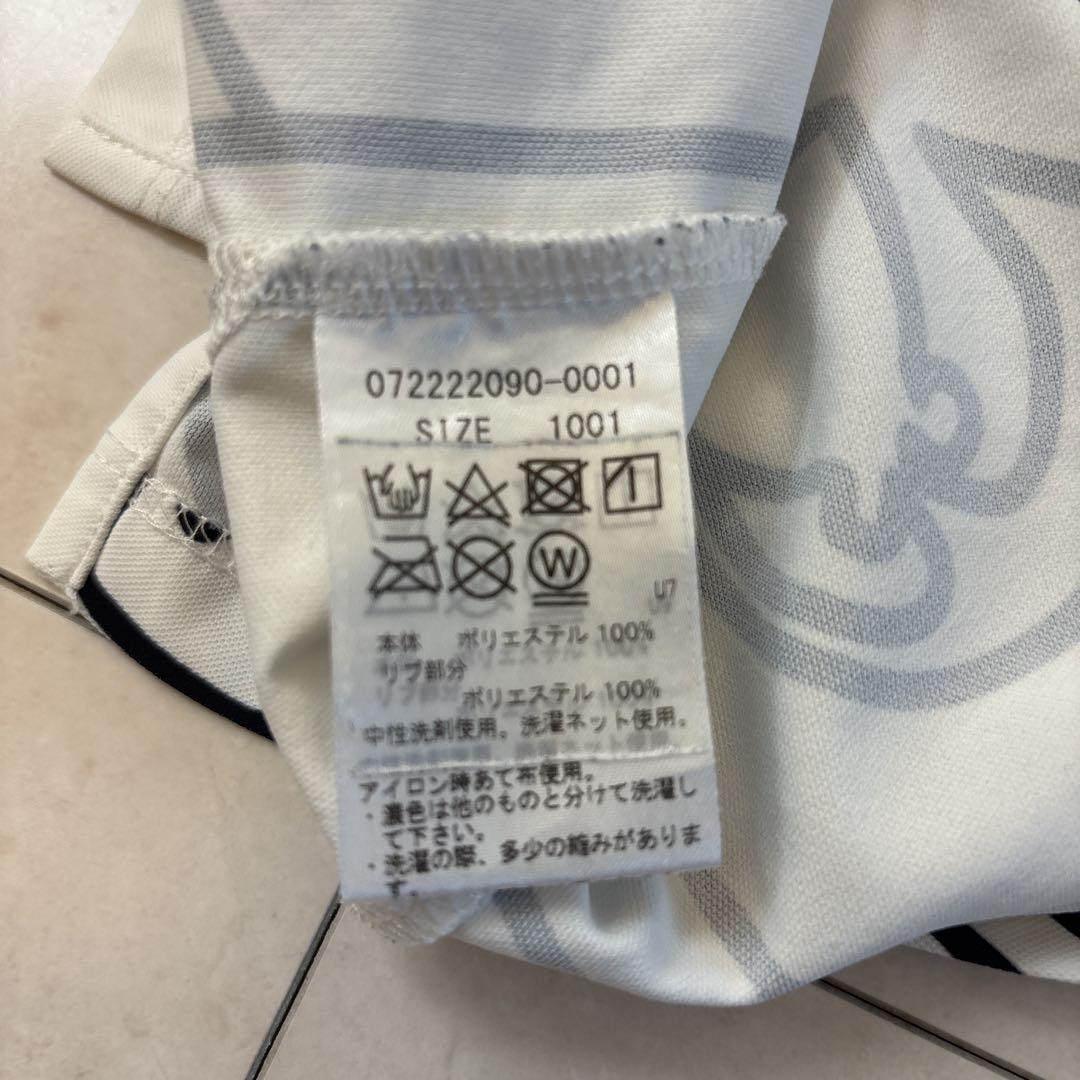 072222090-0001
SIZE 1001
W
U7
本体 ポリエステル 100%
リブ部分
ポリエステル 100%
中性洗剤使用。洗濯ネット使用。
アイロン時あて布使用。
・濃色は他のものと分けて洗濯し
て下さい。
・洗濯の際、多少の縮みがありま
す。